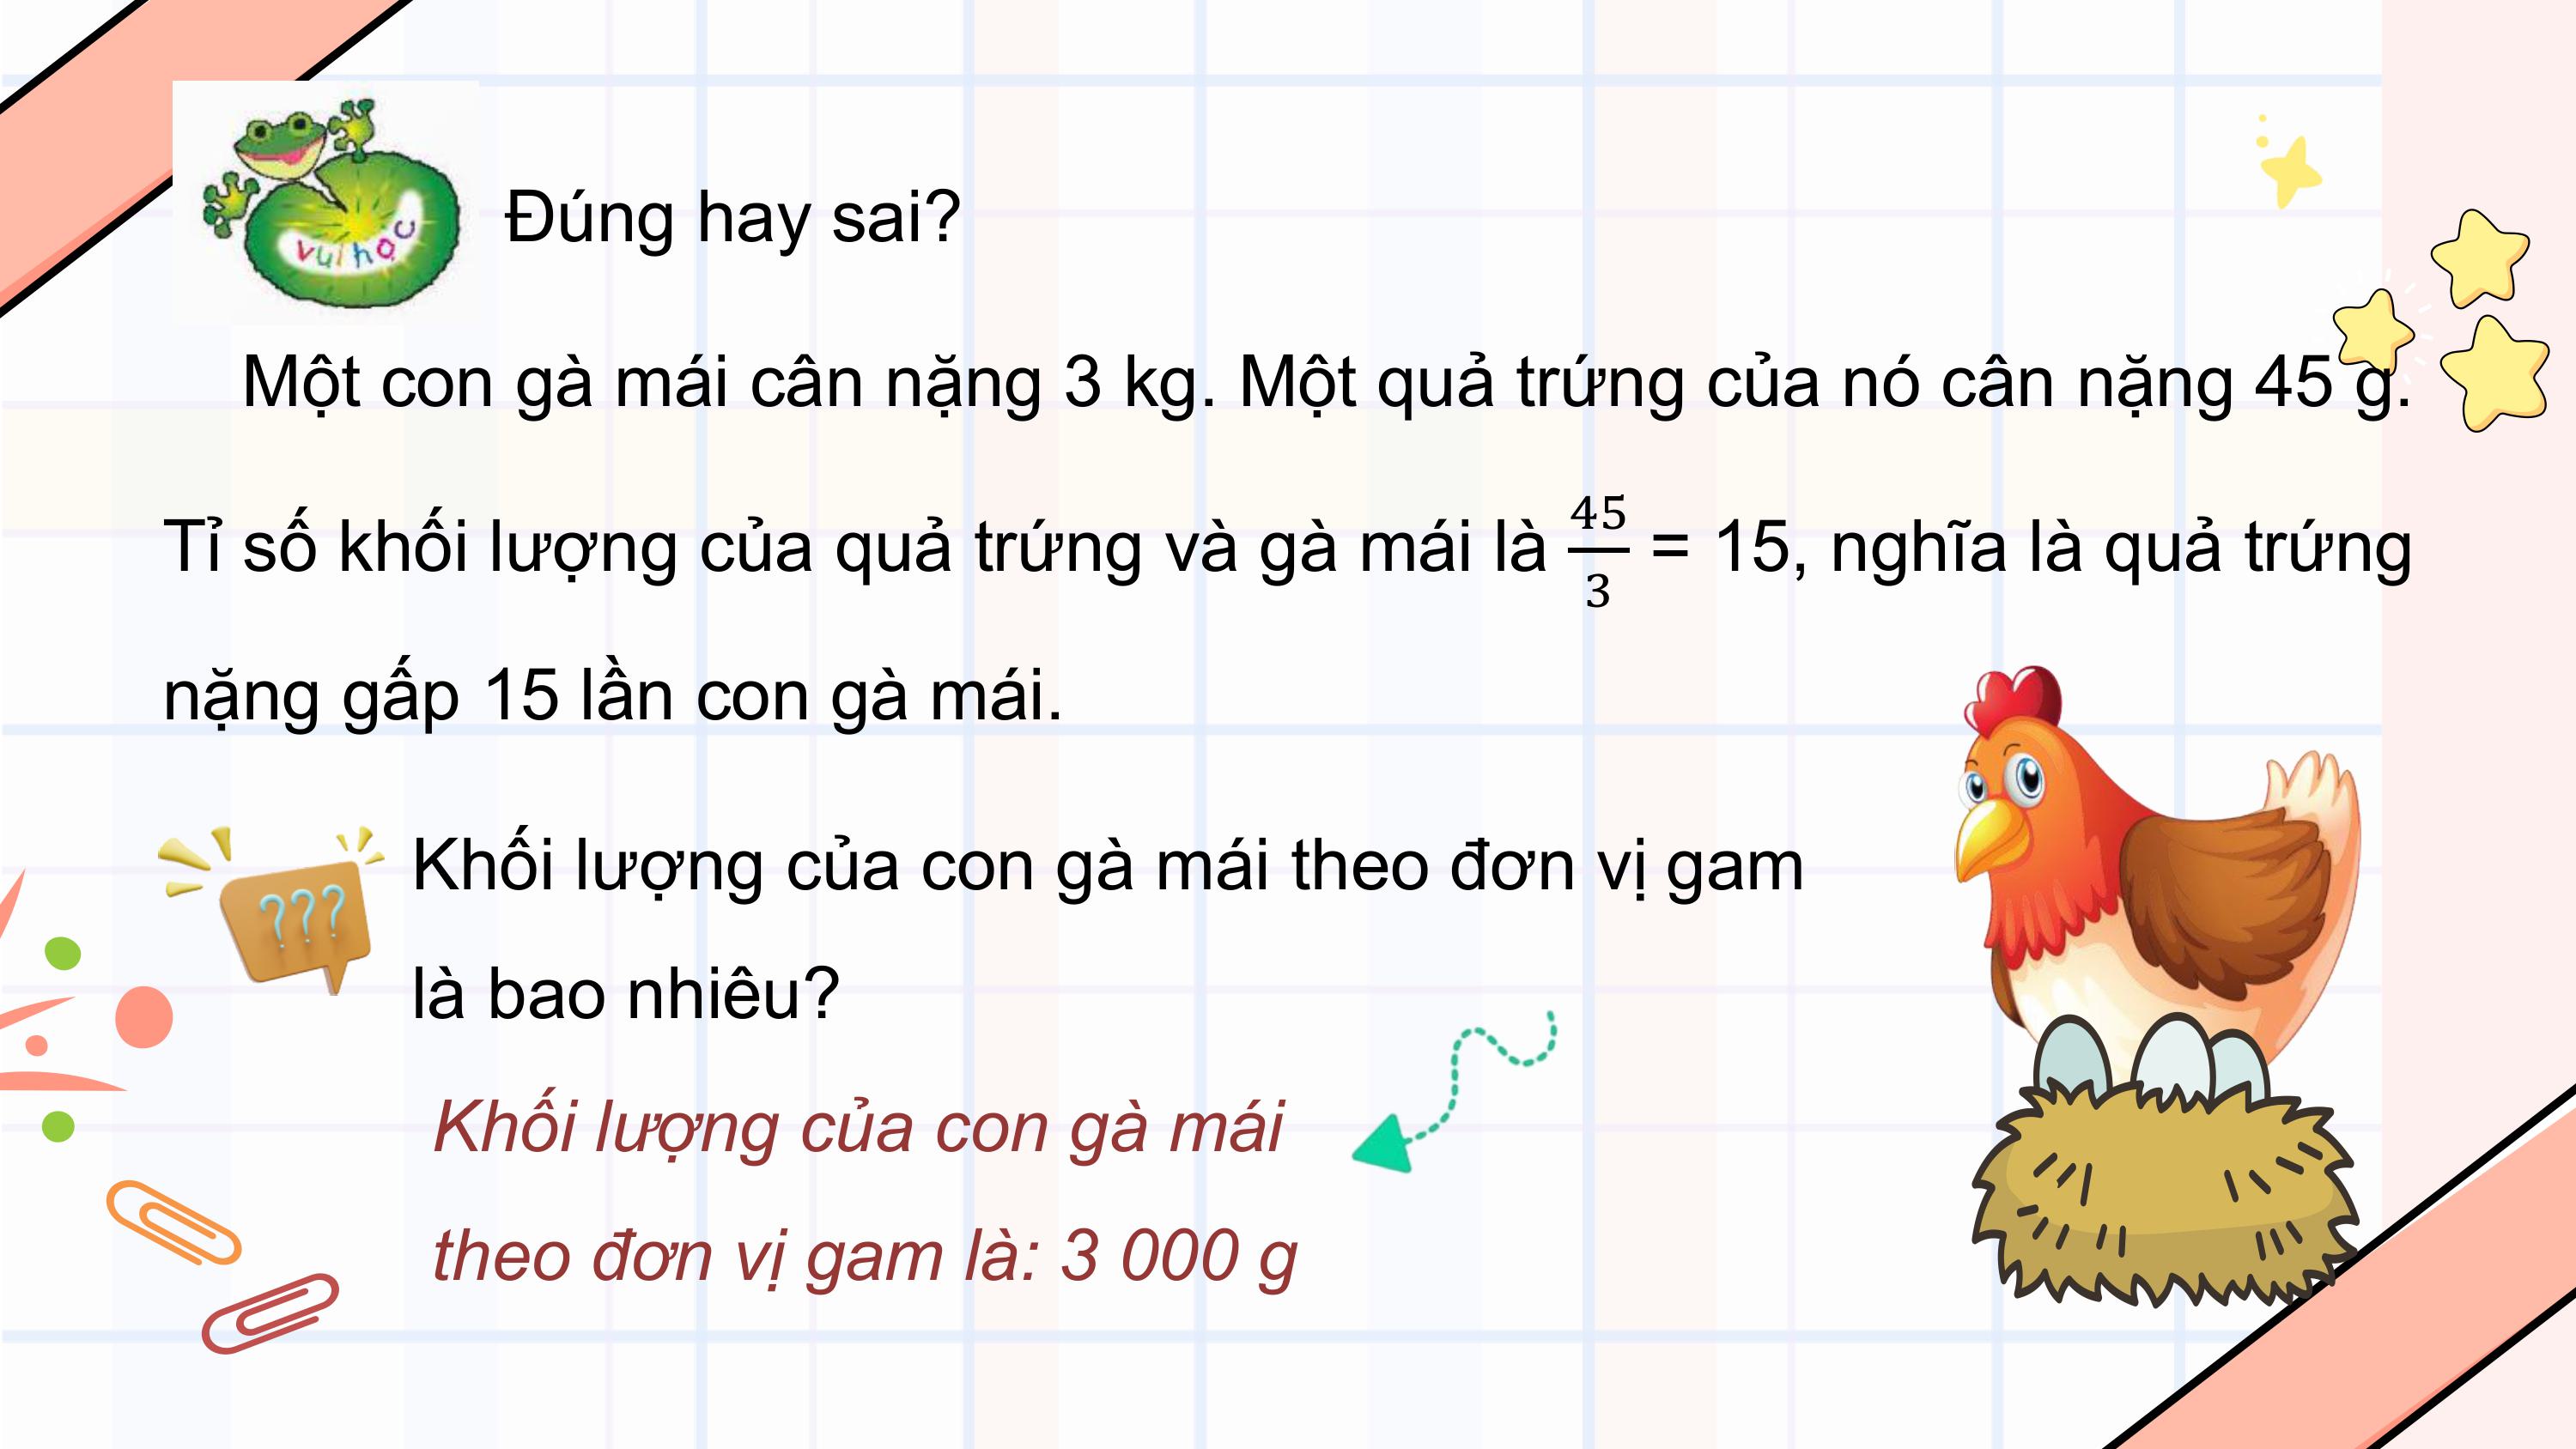 vui học
Đúng hay sai?
Một con gà mái cân nặng 3 kg. Một quả trứng của nó cân nặng 45 g.
Tỉ số khối lượng của quả trứng và gà mái là 45/3 = 15, nghĩa là quả trứng
nặng gấp 15 lần con gà mái.
???
Khối lượng của con gà mái theo đơn vị gam
là bao nhiêu?
Khối lượng của con gà mái
theo đơn vị gam là: 3 000 g